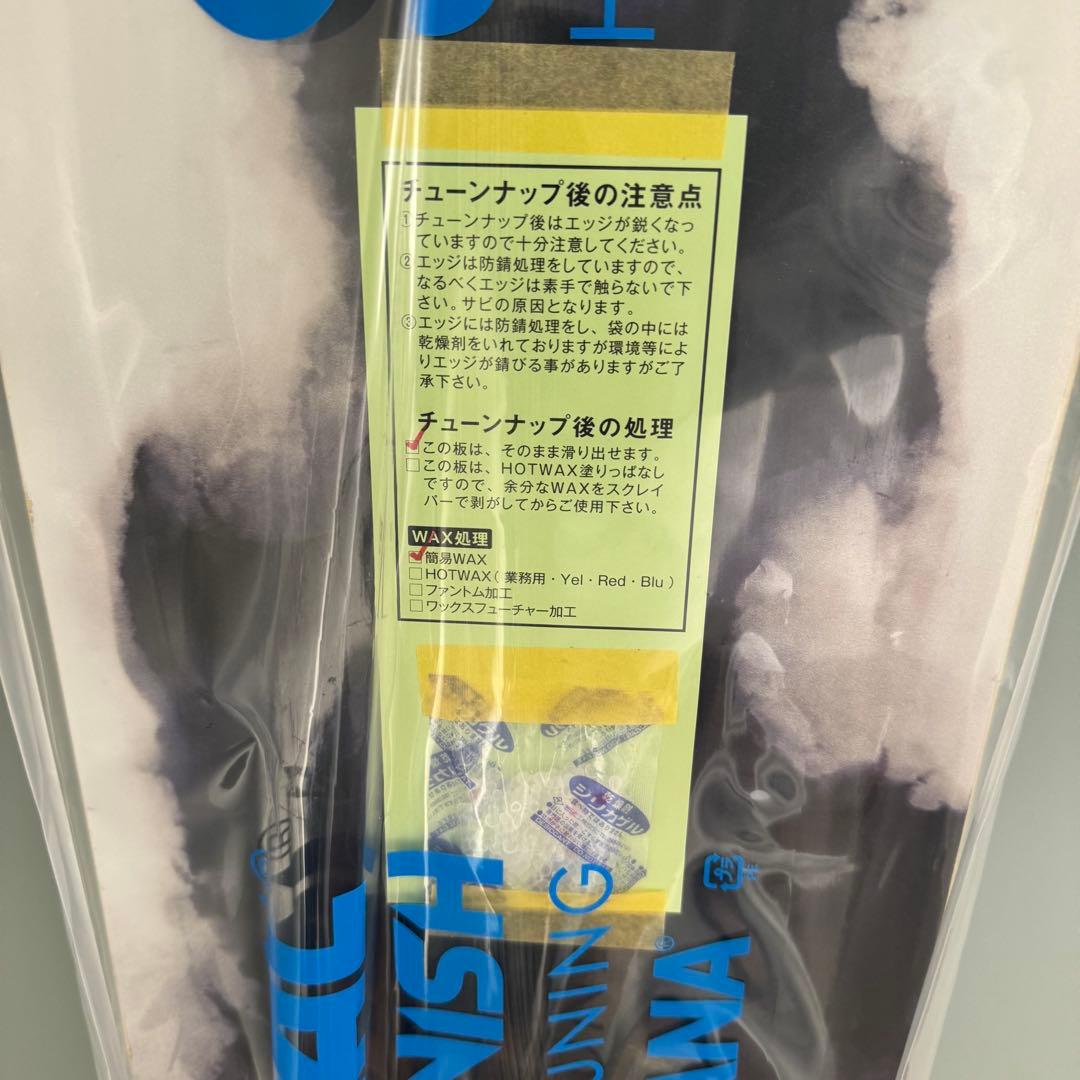 チューンナップ後の注意点
①チューンナップ後はエッジが鋭くなっ
ていますので十分注意してください。
②エッジは防錆処理をしていますので、
なるべくエッジは素手で触らないで下
さい。サビの原因となります。
③エッジには防錆処理をし、袋の中には
乾燥剤をいれておりますが環境等によ
りエッジが錆びる事がありますがご了
承下さい。
チューンナップ後の処理
この板は、そのまま滑り出せます。
この板は、HOTWAX塗りっぱなし
ですので、余分なWAXをスクレイ
パーで剥がしてからご使用下さい。
WAX処理
簡易WAX
HOTWAX(業務用・Yel・Red・Blu)
ファントム加工
ワックスフューチャー加工
乾燥剤
シリカゲル
プラ
NISH
UNING